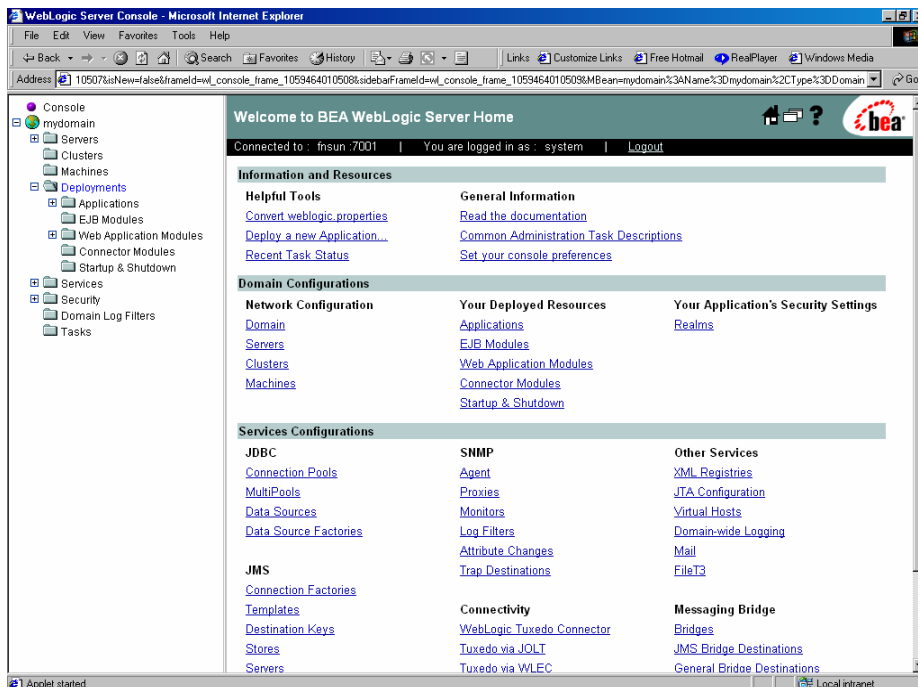 WebLogic Server Console - Microsoft Internet Explorer
File Edit View Favorites Tools Help
Back Search Favorites History Links Customize Links Free Hotmail RealPlayer Windows Media
Address 10507&isNew=false&frameId=wl_console_frame_1059464010508&sidebarFrameId=wl_console_frame_1059464010509&MBean=mydomain%3AName%3Dmydomain%2CType%3DDomain Go
Console
mydomain
Servers
Clusters
Machines
Deployments
Applications
EJB Modules
Web Application Modules
Connector Modules
Startup & Shutdown
Services
Security
Domain Log Filters
Tasks
Welcome to BEA WebLogic Server Home
?
bea
Connected to : fnsun :7001 | You are logged in as : system | Logout
Information and Resources
Helpful Tools
Convert weblogic.properties
Deploy a new Application...
Recent Task Status
General Information
Read the documentation
Common Administration Task Descriptions
Set your console preferences
Domain Configurations
Network Configuration
Domain
Servers
Clusters
Machines
Your Deployed Resources
Applications
EJB Modules
Web Application Modules
Connector Modules
Startup & Shutdown
Your Application's Security Settings
Realms
Services Configurations
JDBC
Connection Pools
MultiPools
Data Sources
Data Source Factories
SNMP
Agent
Proxies
Monitors
Log Filters
Attribute Changes
Trap Destinations
Other Services
XML Registries
JTA Configuration
Virtual Hosts
Domain-wide Logging
Mail
FileT3
JMS
Connection Factories
Templates
Destination Keys
Stores
Servers
Connectivity
WebLogic Tuxedo Connector
Tuxedo via JOLT
Tuxedo via WLEC
Messaging Bridge
Bridges
JMS Bridge Destinations
General Bridge Destinations
Applet started
Local intranet